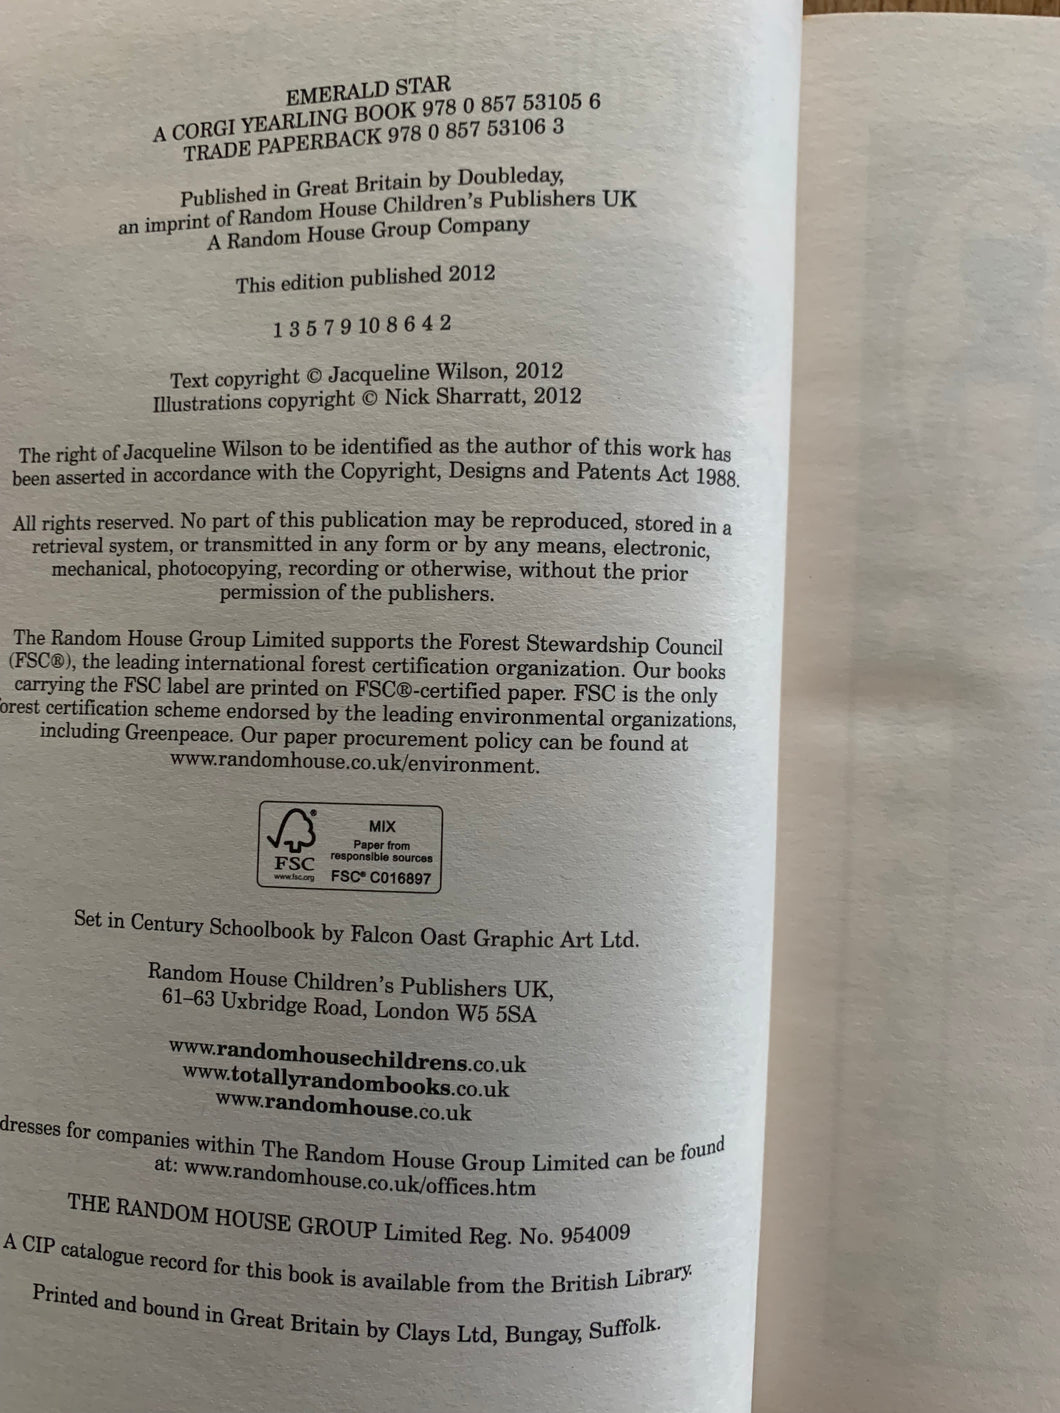 EMERALD STAR
A CORGI YEARLING BOOK 978 0 857 53105 6
TRADE PAPERBACK 978 0 857 53106 3
Published in Great Britain by Doubleday,
an imprint of Random House Children's Publishers UK
A Random House Group Company
This edition published 2012
1 3 5 7 9 10 8 6 4 2
Text copyright © Jacqueline Wilson, 2012
Illustrations copyright © Nick Sharratt, 2012
The right of Jacqueline Wilson to be identified as the author of this work has
been asserted in accordance with the Copyright, Designs and Patents Act 1988.
All rights reserved. No part of this publication may be reproduced, stored in a
retrieval system, or transmitted in any form or by any means, electronic,
mechanical, photocopying, recording or otherwise, without the prior
permission of the publishers.
The Random House Group Limited supports the Forest Stewardship Council
(FSC®), the leading international forest certification organization. Our books
carrying the FSC label are printed on FSC®-certified paper. FSC is the only
orest certification scheme endorsed by the leading environmental organizations,
including Greenpeace. Our paper procurement policy can be found at
www.randomhouse.co.uk/environment.
®
FSC
www.fsc.org
MIX
Paper from
responsible sources
FSC® C016897
Set in Century Schoolbook by Falcon Oast Graphic Art Ltd.
Random House Children's Publishers UK,
61–63 Uxbridge Road, London W5 5SA
www.randomhousechildrens.co.uk
www.totallyrandombooks.co.uk
www.randomhouse.co.uk
dresses for companies within The Random House Group Limited can be found
at: www.randomhouse.co.uk/offices.htm
THE RANDOM HOUSE GROUP Limited Reg. No. 954009
A CIP catalogue record for this book is available from the British Library.
Printed and bound in Great Britain by Clays Ltd, Bungay, Suffolk.